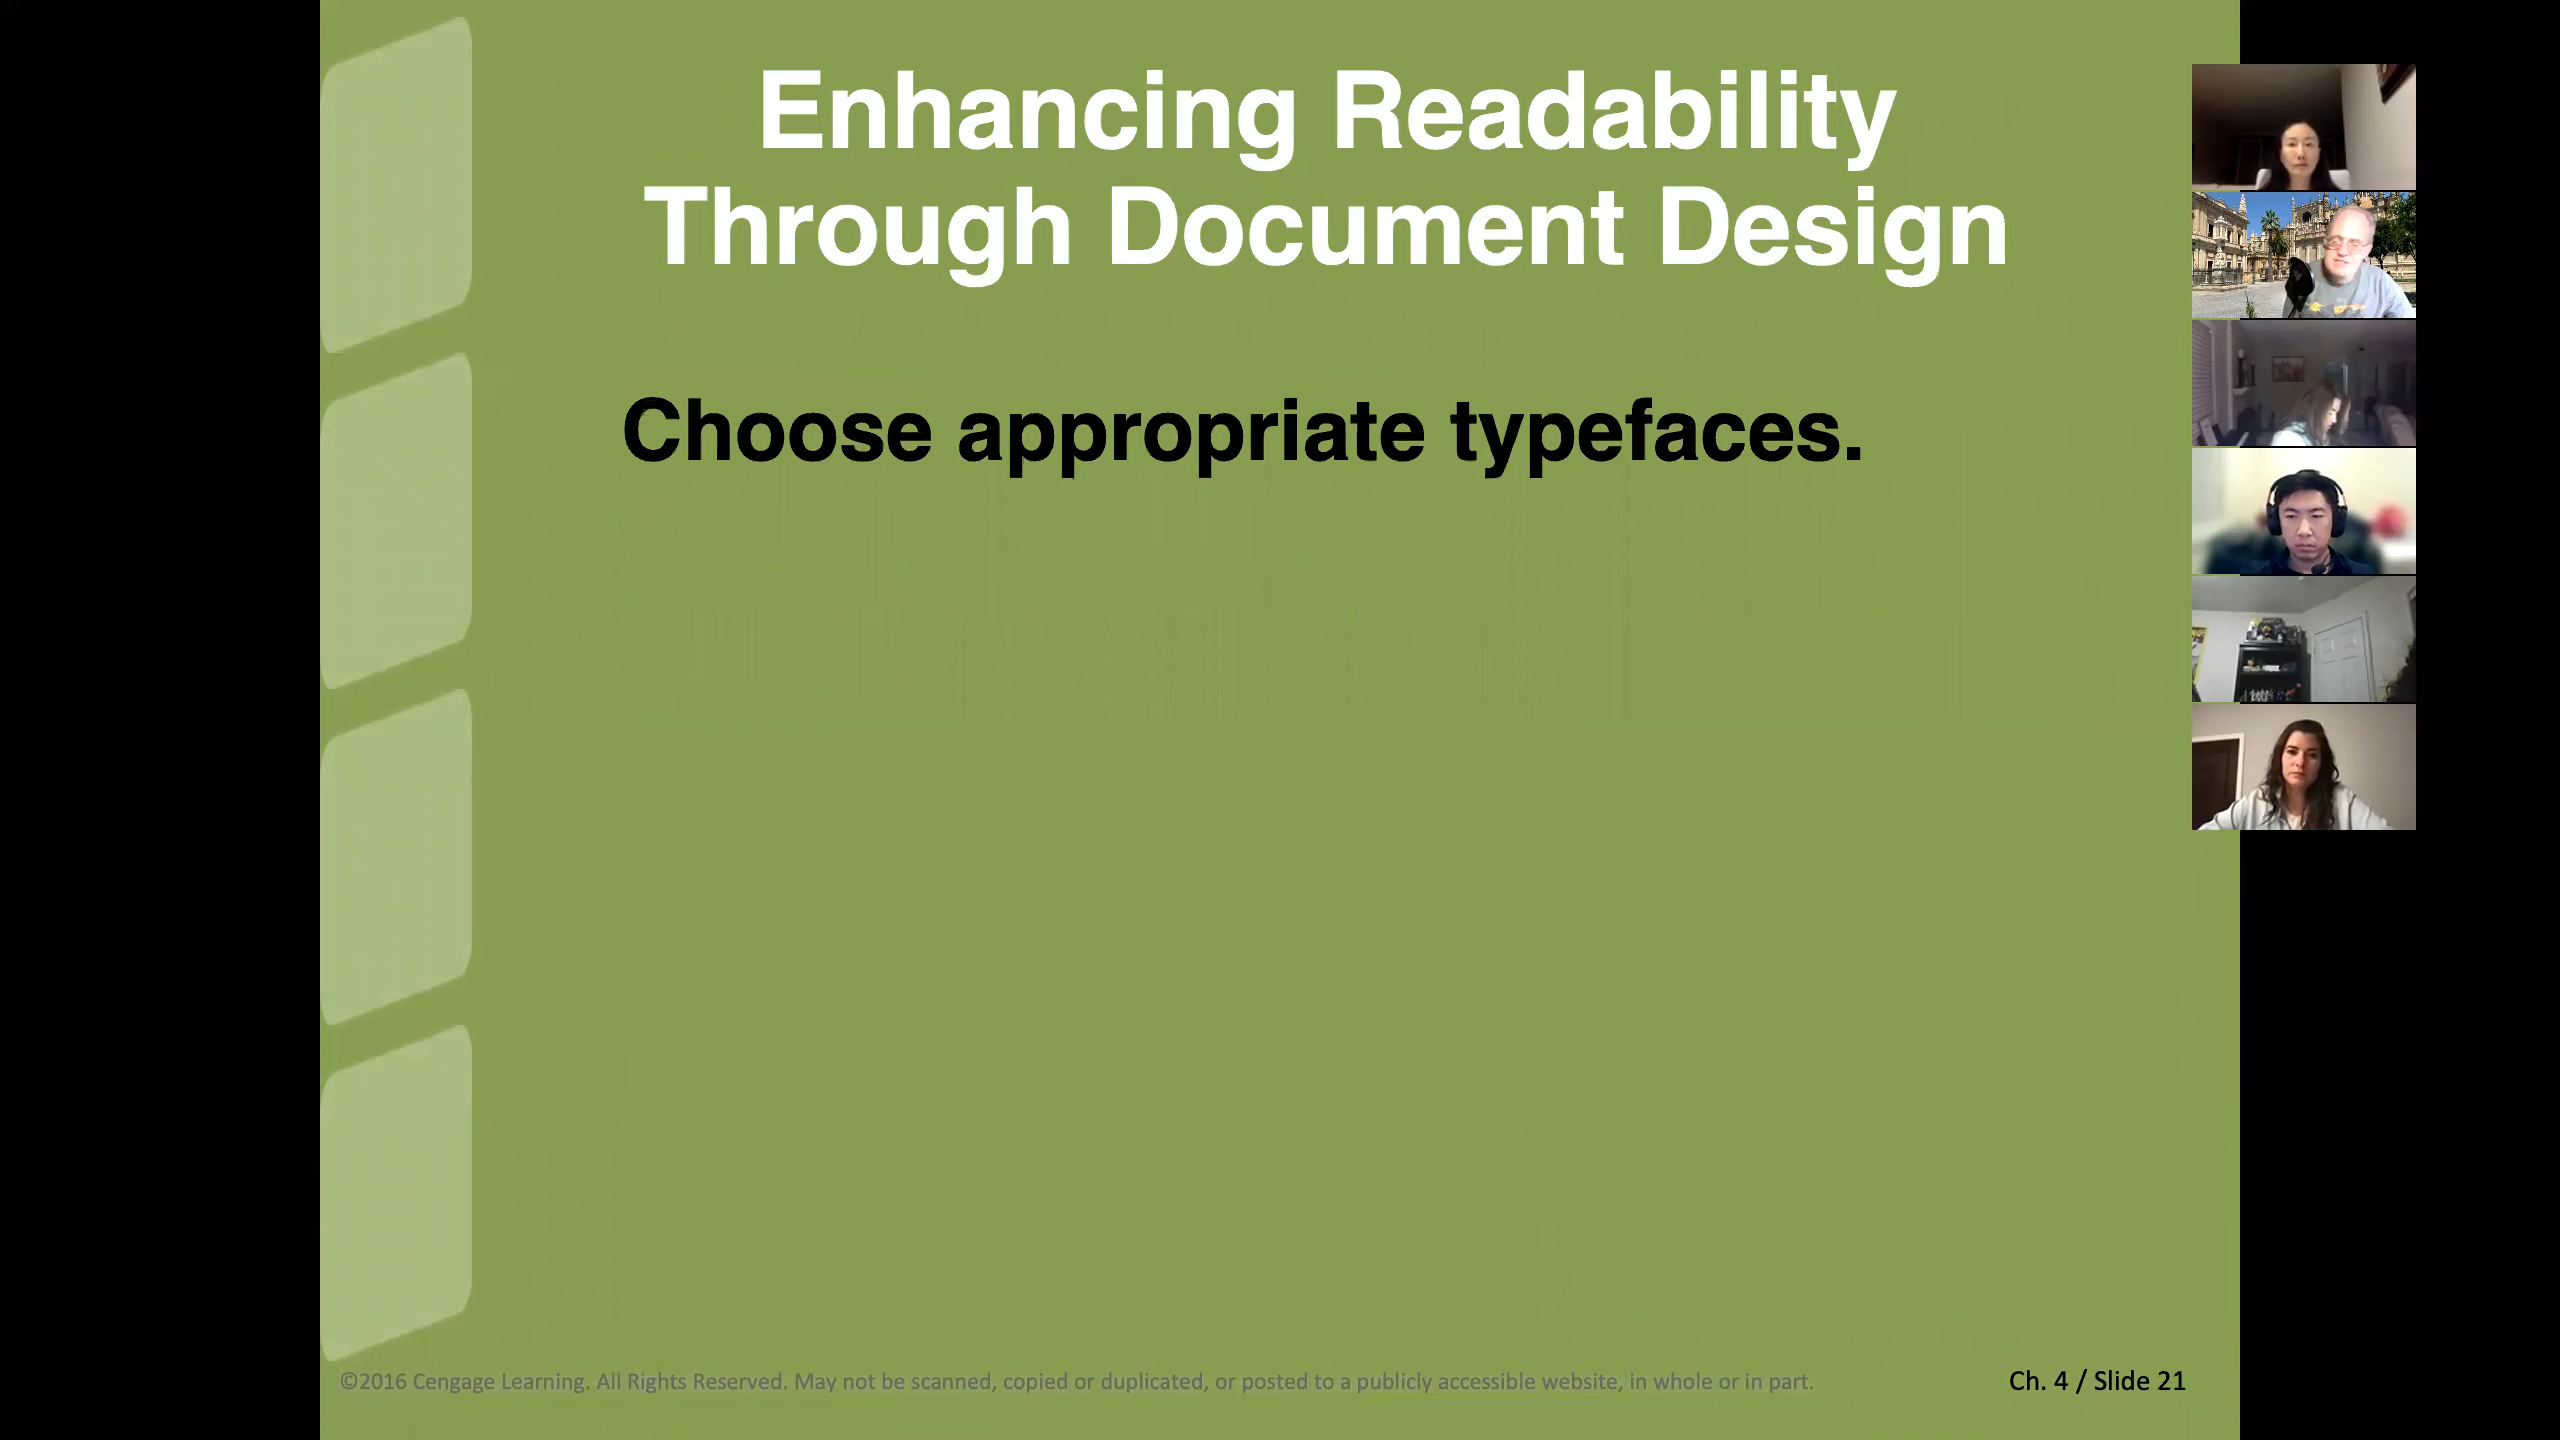 Enhancing Readability
Through Document Design
Choose appropriate typefaces.
©2016 Cengage Learning. All Rights Reserved. May not be scanned, copied or duplicated, or posted to a publicly accessible website, in whole or in part.
Ch. 4 / Slide 21